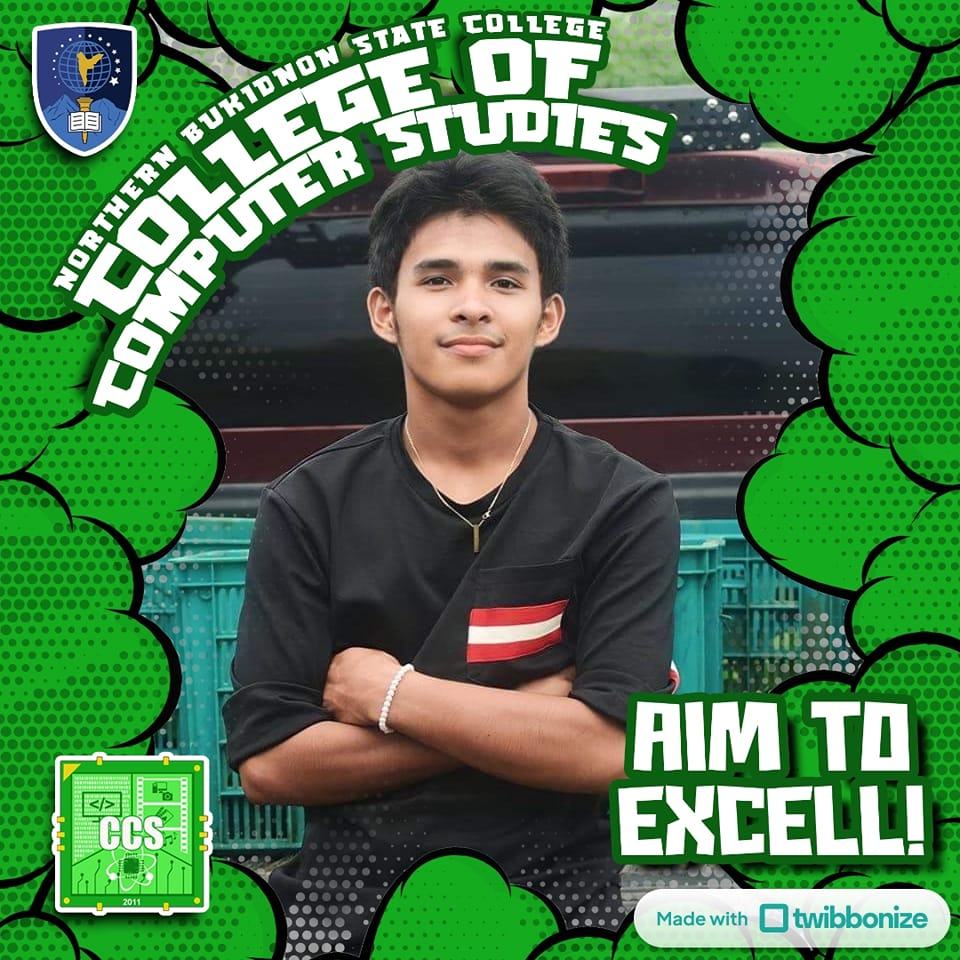 NORTHERN BUKIDNON STATE COLLEGE
COLLEGE OF
COMPUTER STUDIES
</>
CCS
2011
AIM TO
EXCELL!
Made with twibbonize